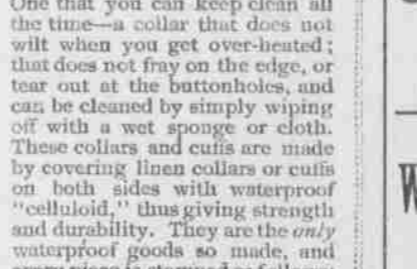 One that you can keep clean all
the time—a collar that does not
wilt when you get over-heated;
that does not fray on the edge, or
tear out at the buttonholes, and
can be cleaned by simply wiping
off with a wet sponge or cloth.
These collars and cuffs are made
by covering linen collars or cuffs
on both sides with waterproof
"celluloid," thus giving strength
and durability. They are the only
waterproof goods so made, and
W